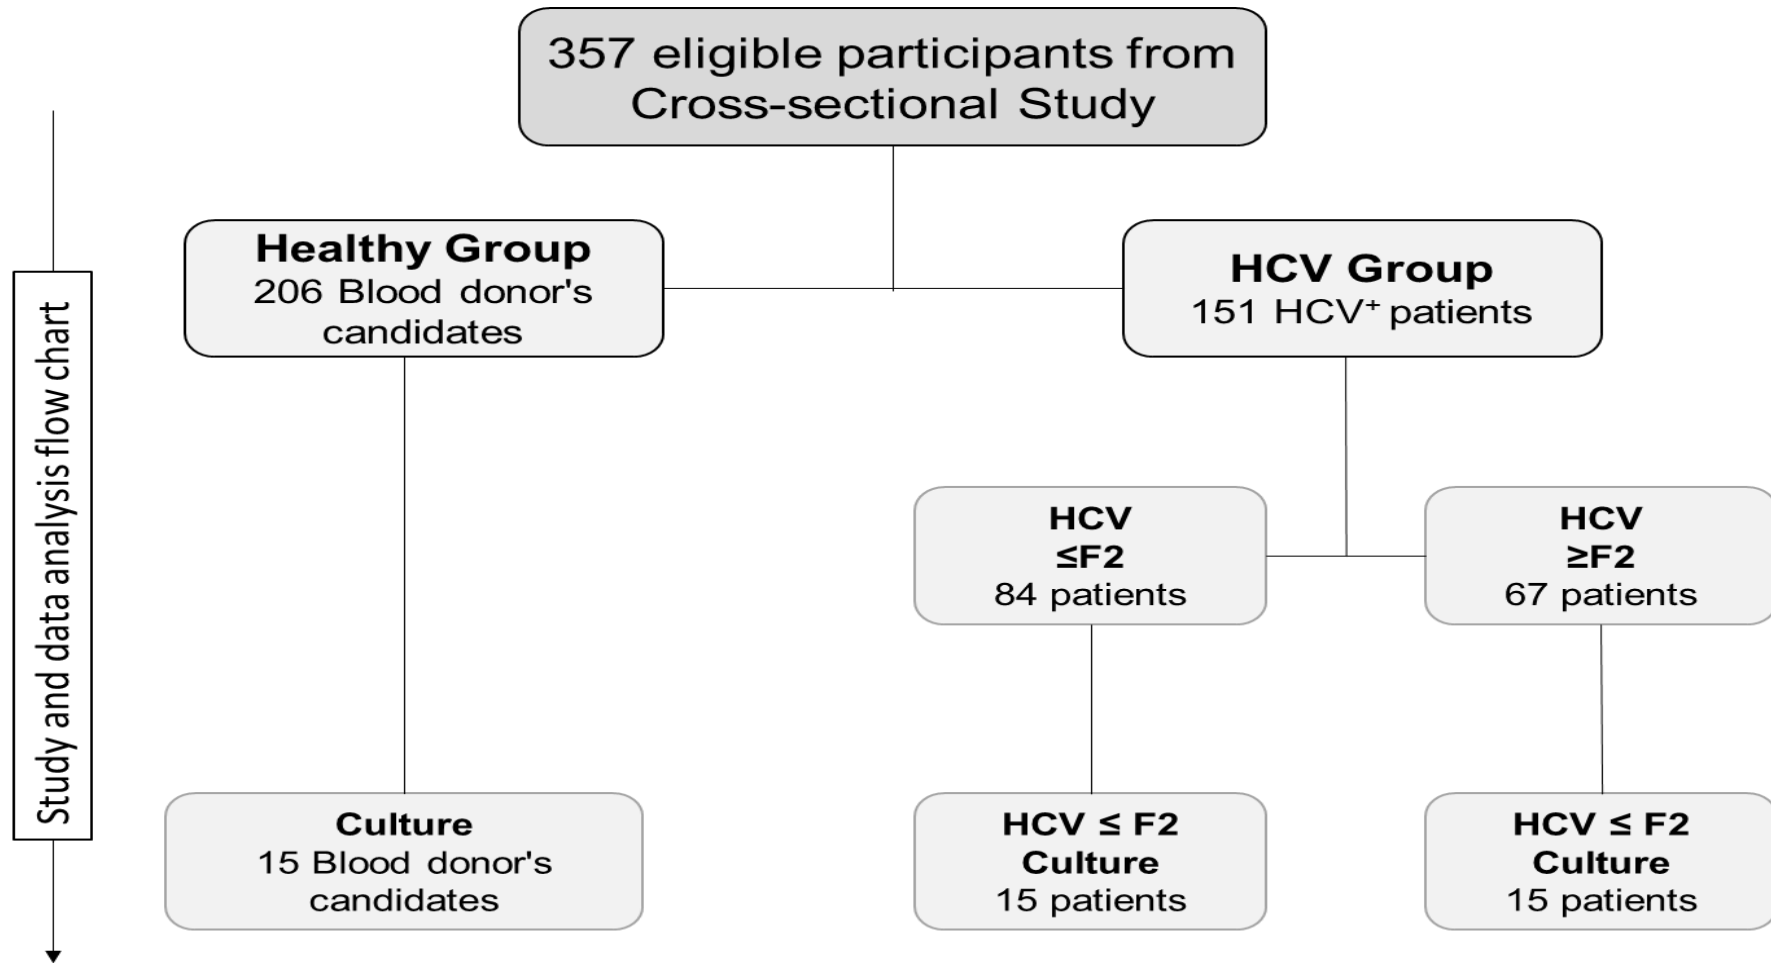 357 eligible participants from
Cross-sectional Study
Healthy Group
206 Blood donor's
candidates
HCV Group
151 HCV⁺ patients
Study and data analysis flow chart
HCV
≤F2
84 patients
HCV
≥F2
67 patients
Culture
15 Blood donor's
candidates
HCV ≤ F2
Culture
15 patients
HCV ≤ F2
Culture
15 patients